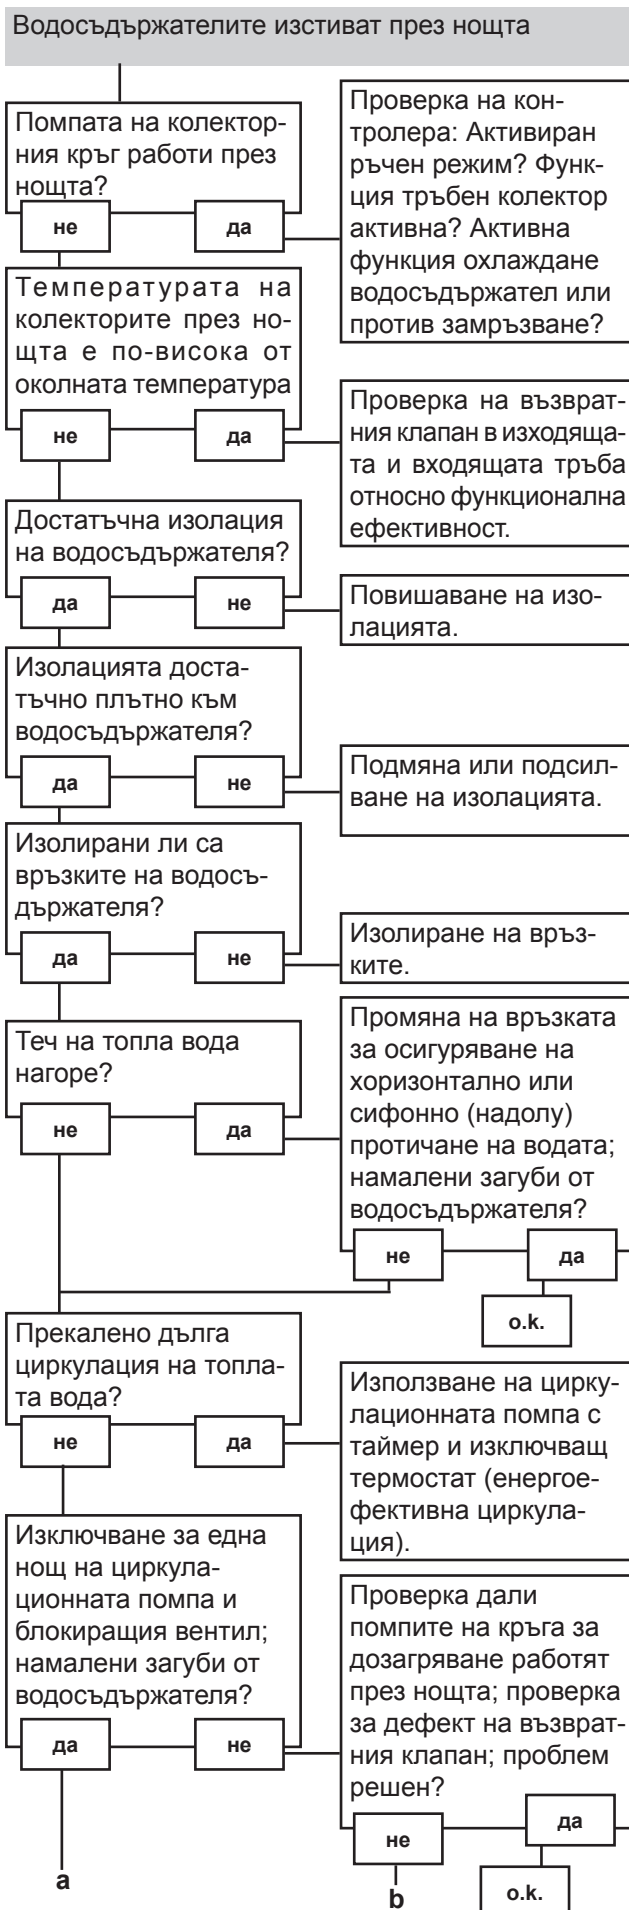 Водосъдържателите изстиват през нощта
Помпата на колектор-
ния кръг работи през
нощта?
не
да
Проверка на кон-
тролера: Активиран
ръчен режим? Функ-
ция тръбен колектор
активна? Активна
функция охлаждане
водосъдържател или
против замръзване?
Температурата на
колекторите през но-
щта е по-висока от
околната температура
не
да
Проверка на възврат-
ния клапан в изходяща-
та и входящата тръба
относно функционална
ефективност.
Достатъчна изолация
на водосъдържателя?
да
не
Повишаване на изо-
лацията.
Изолацията доста-
тъчно плътно към
водосъдържателя?
да
не
Подмяна или подсил-
ване на изолацията.
Изолирани ли са
връзките на водосъ-
държателя?
да
не
Изолиране на връз-
ките.
Теч на топла вода
нагоре?
не
да
Промяна на връзката
за осигуряване на
хоризонтално или
сифонно (надолу)
протичане на водата;
намалени загуби от
водосъдържателя?
не
да
o.k.
Прекалено дълга
циркулация на топла-
та вода?
не
да
Използване на цирку-
лационната помпа с
таймер и изключващ
термостат (енергое-
фективна циркула-
ция).
Изключване за една
нощ на циркула-
ционната помпа и
блокиращия вентил;
намалени загуби от
водосъдържателя?
да
не
Проверка дали
помпите на кръга за
дозагряване работят
през нощта; проверка
за дефект на възврат-
ния клапан; проблем
решен?
не
да
a
b
o.k.